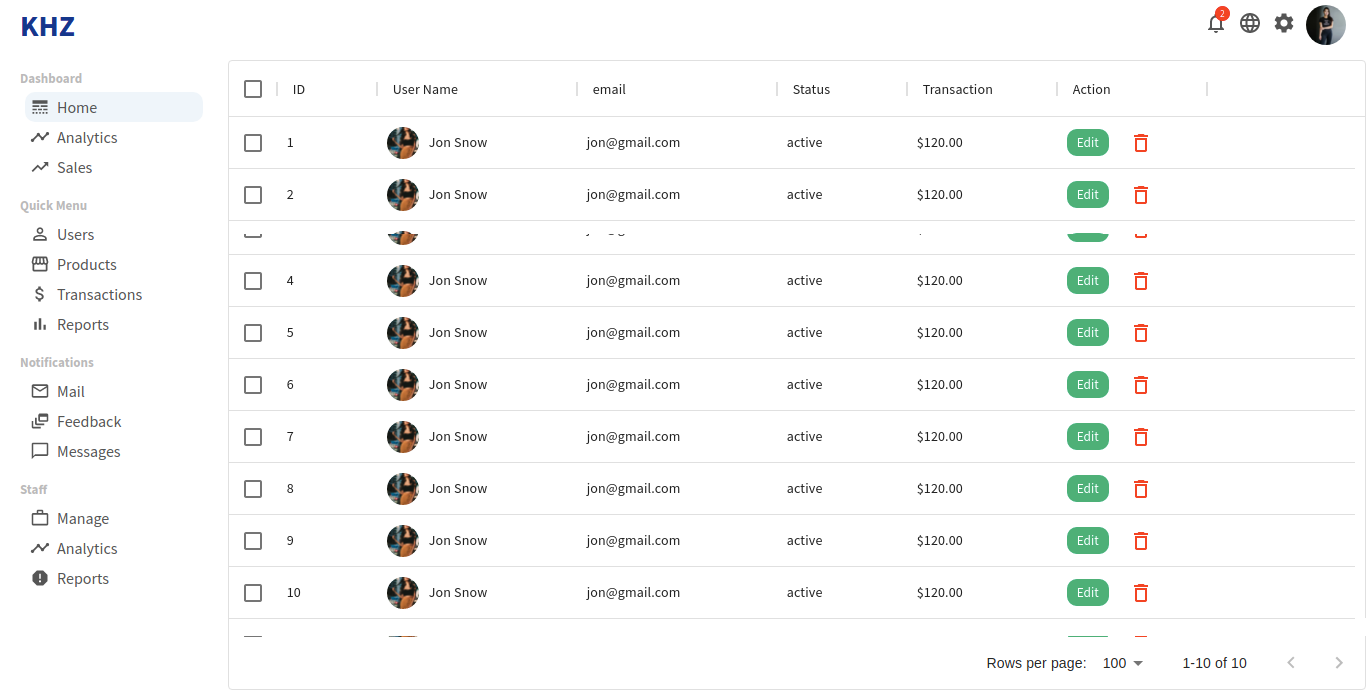 KHZ
2
Dashboard
Home
Analytics
Sales
Quick Menu
Users
Products
Transactions
Reports
Notifications
Mail
Feedback
Messages
Staff
Manage
Analytics
Reports
ID User Name email Status Transaction Action
1 Jon Snow jon@gmail.com active $120.00 Edit
2 Jon Snow jon@gmail.com active $120.00 Edit
4 Jon Snow jon@gmail.com active $120.00 Edit
5 Jon Snow jon@gmail.com active $120.00 Edit
6 Jon Snow jon@gmail.com active $120.00 Edit
7 Jon Snow jon@gmail.com active $120.00 Edit
8 Jon Snow jon@gmail.com active $120.00 Edit
9 Jon Snow jon@gmail.com active $120.00 Edit
10 Jon Snow jon@gmail.com active $120.00 Edit
Rows per page: 100 1-10 of 10